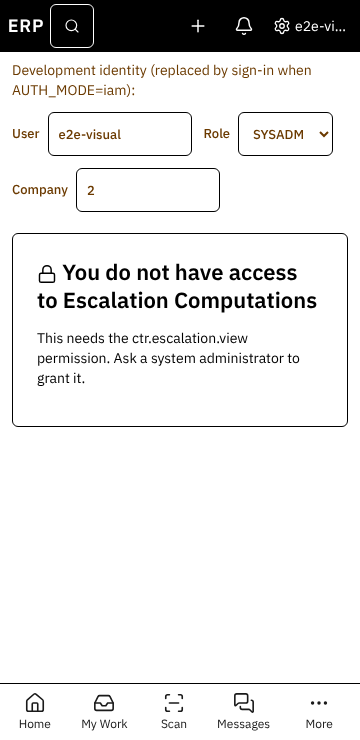 ERP
e2e-vi...
Development identity (replaced by sign-in when
AUTH_MODE=iam):
User e2e-visual Role SYSADM
Company 2
You do not have access
to Escalation Computations
This needs the ctr.escalation.view
permission. Ask a system administrator to
grant it.
Home My Work Scan Messages More